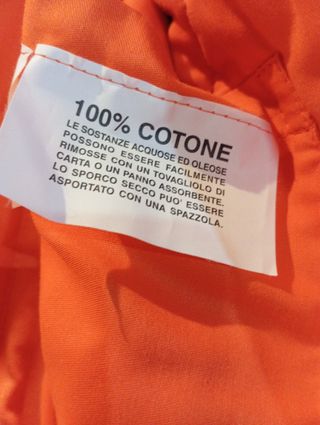 100% COTONE
LE SOSTANZE ACQUOSE ED OLEOSE
POSSONO ESSERE FACILMENTE
RIMOSSE CON UN TOVAGLIOLO DI
CARTA O UN PANNO ASSORBENTE.
LO SPORCO SECCO PUO' ESSERE
ASPORTATO CON UNA SPAZZOLA.